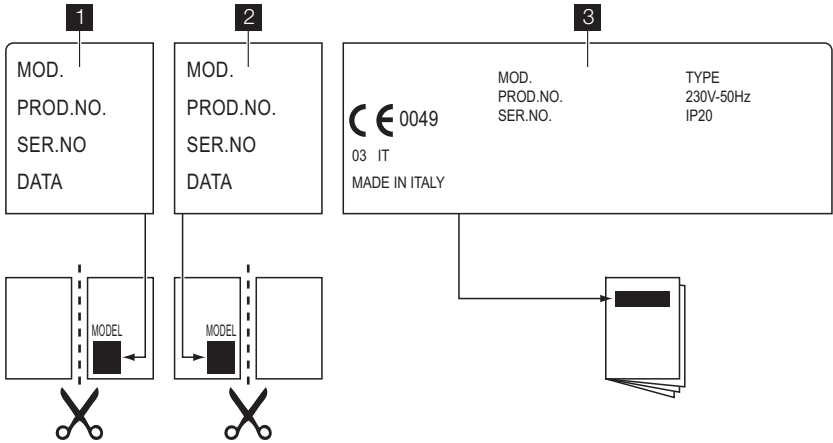 1
MOD.
PROD.NO.
SER.NO
DATA
2
MOD.
PROD.NO.
SER.NO
DATA
3
MOD. TYPE
PROD.NO. 230V-50Hz
SER.NO. IP20
CE 0049
03 IT
MADE IN ITALY
MODEL
MODEL